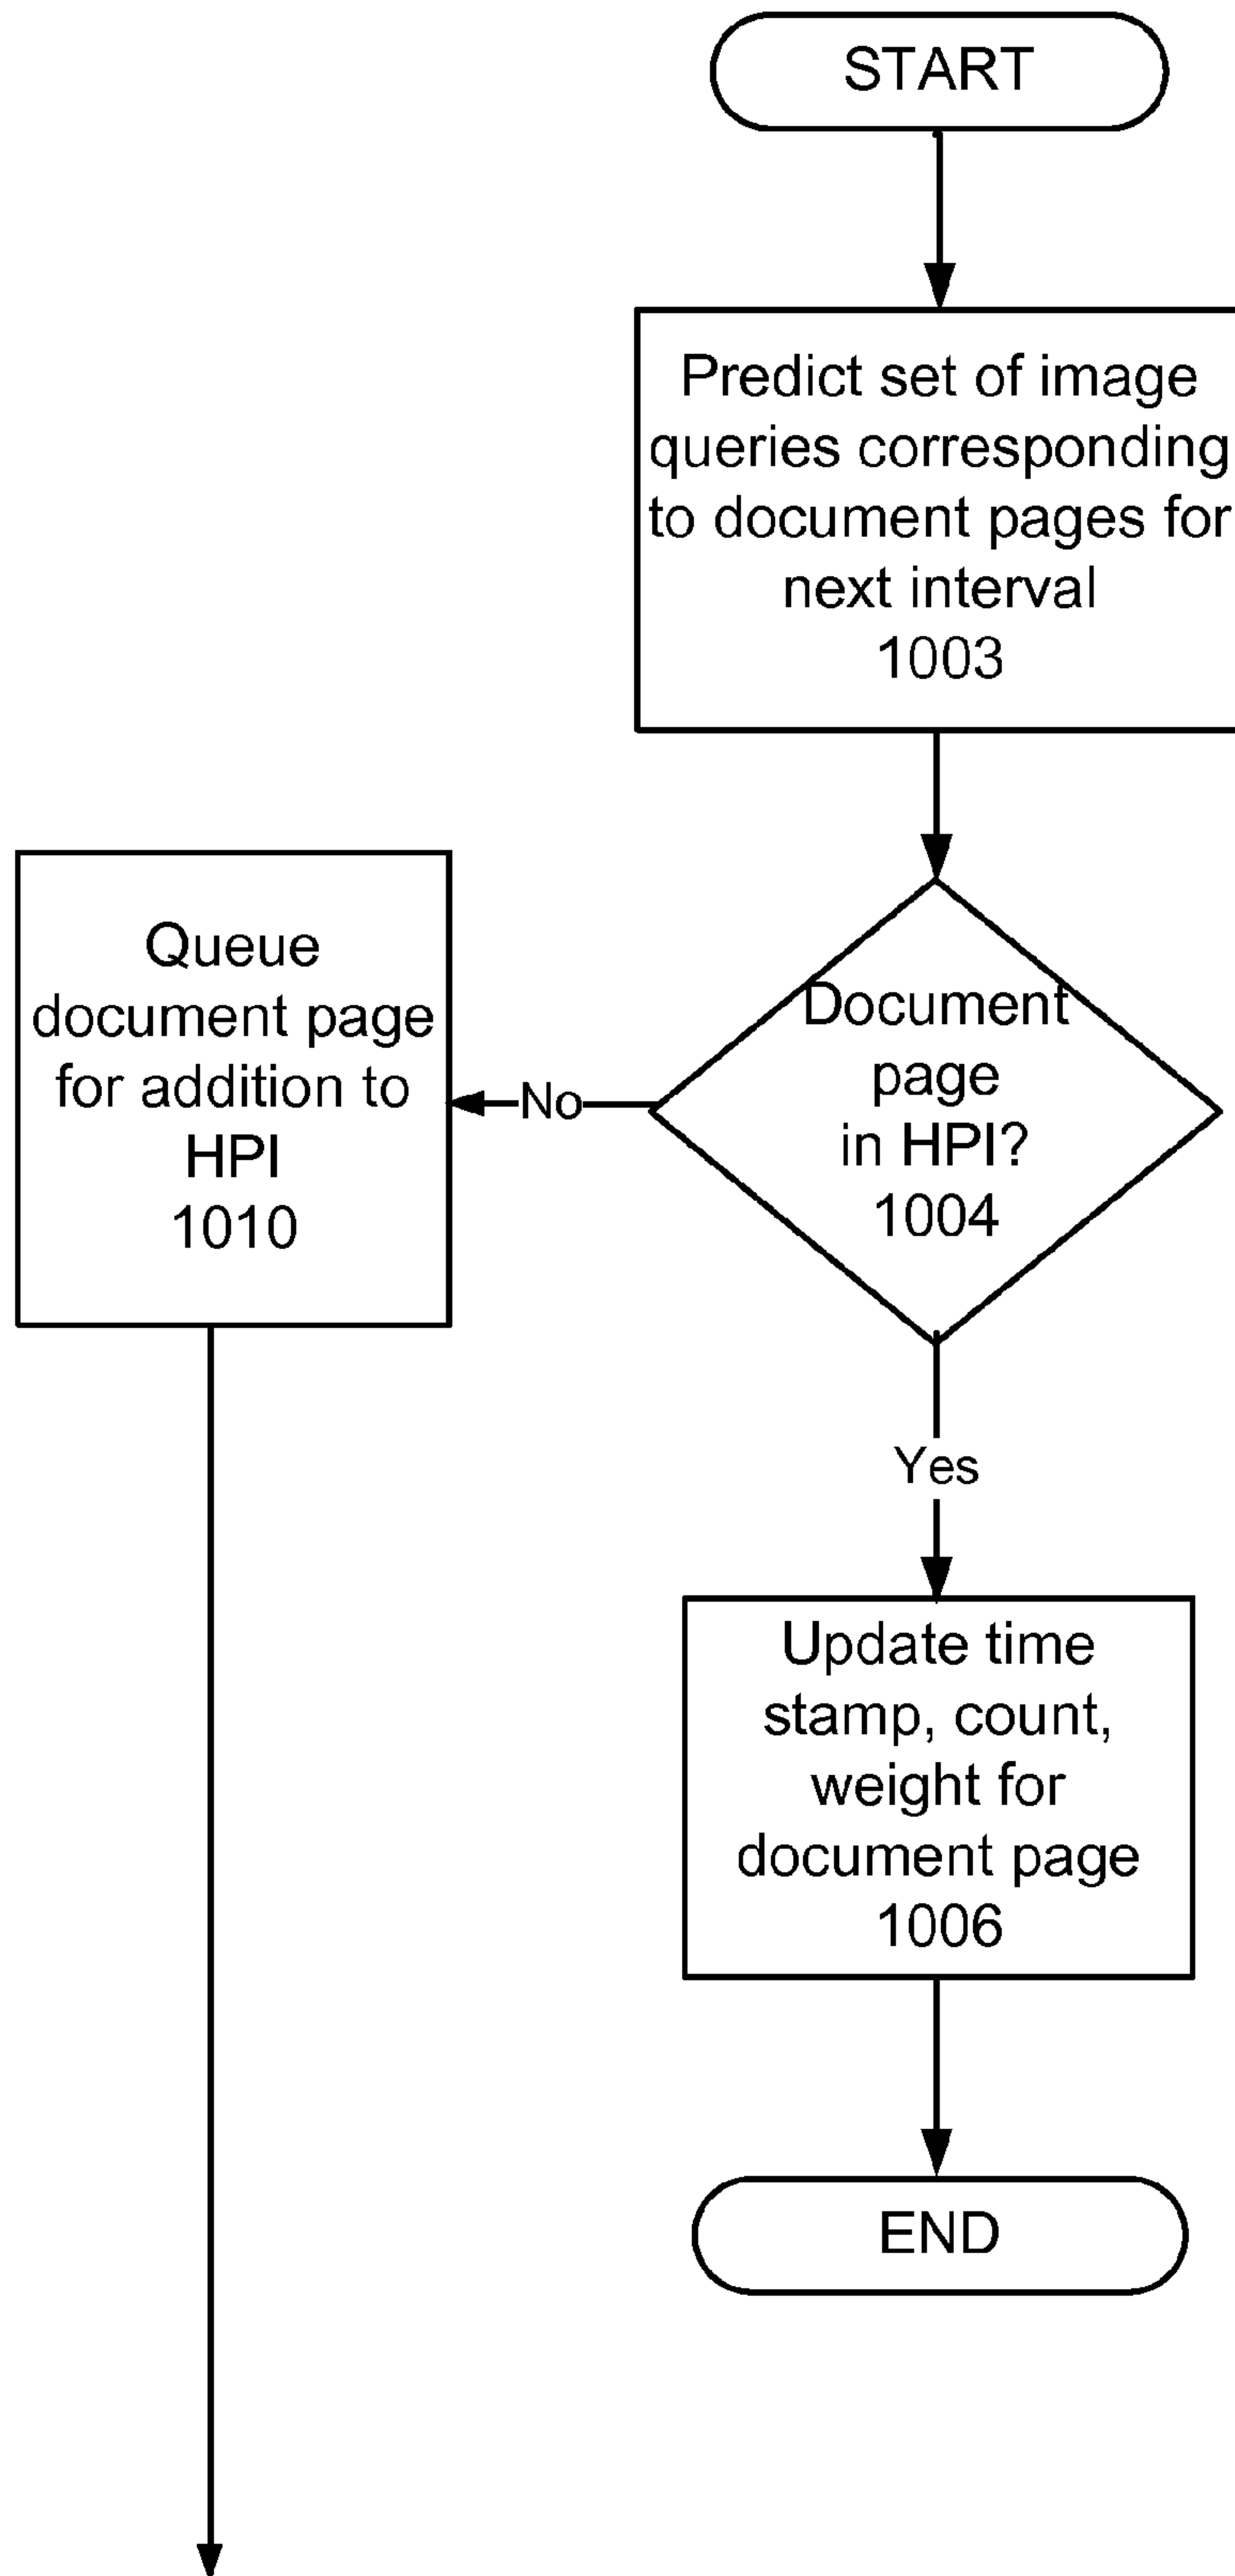 START
Predict set of image
queries corresponding
to document pages for
next interval
1003
Document
page
in HPI?
1004
No
Queue
document page
for addition to
HPI
1010
Yes
Update time
stamp, count,
weight for
document page
1006
END